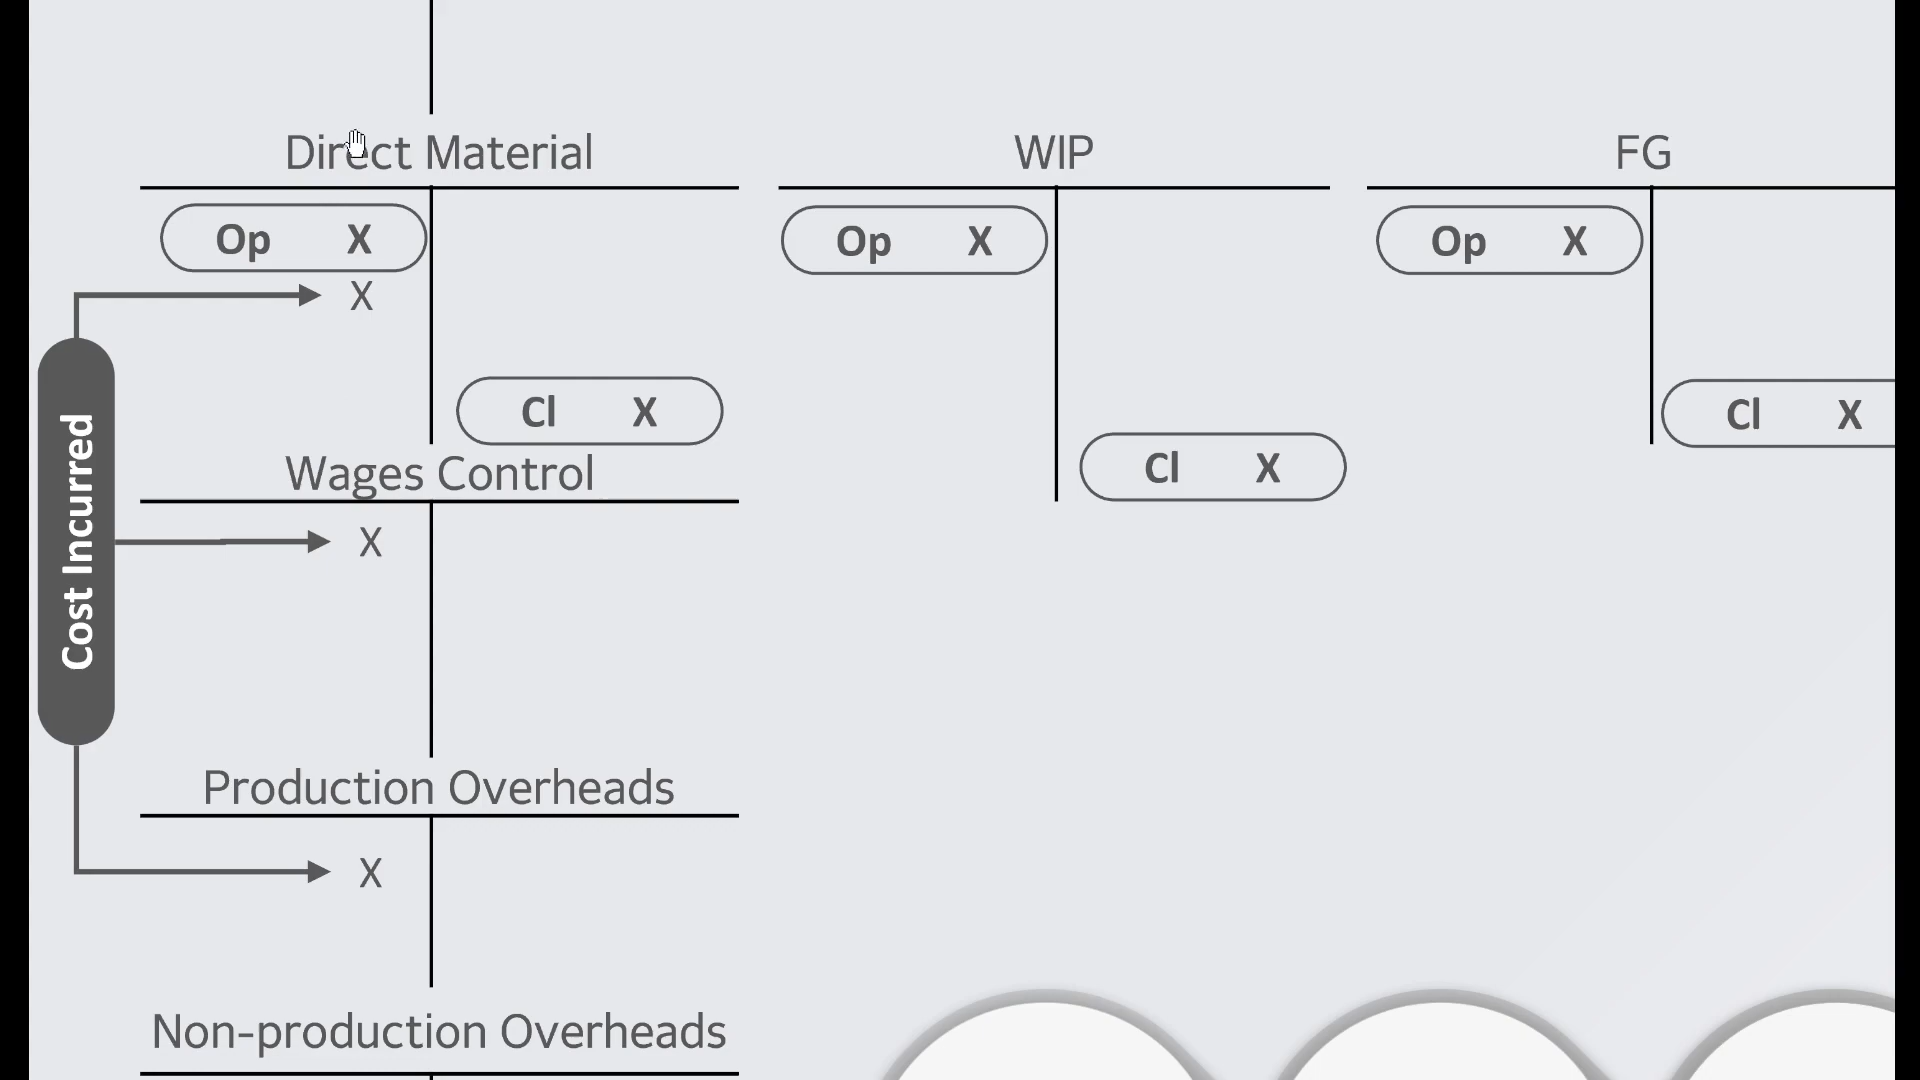 Direct Material
Op X
X
Cl X
WIP
Op X
Cl X
FG
Op X
Cl X
Cost Incurred
Wages Control
X
Production Overheads
X
Non-production Overheads